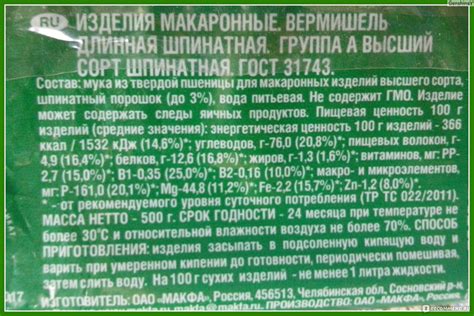 RU
ИЗДЕЛИЯ МАКАРОННЫЕ. ВЕРМИШЕЛЬ
ДЛИННАЯ ШПИНАТНАЯ. ГРУППА А ВЫСШИЙ
СОРТ ШПИНАТНАЯ. ГОСТ 31743.
Состав: мука из твердой пшеницы для макаронных изделий высшего сорта,
шпинатный порошок (до 3%), вода питьевая. Не содержит ГМО. Изделие
может содержать следы яичных продуктов. Пищевая ценность 100 г
изделий (средние значения): энергетическая ценность 100 г изделий - 366
ккал / 1532 кДж (14,6%)*; углеводов, г-76,0 (20,8%)*; пищевых волокон, г-
4,9 (16,4%)*; белков, г-12,6 (16,8%)*; жиров, г-1,3 (1,6%)*; витаминов, мг: РР-
2,7 (15,0%)*; В1-0,35 (25,0%)*; В2-0,16 (10,0%)*; макро- и микроэлементов,
мг: Р-161,0 (20,1%)*; Mg-44,8 (11,2%)*; Fe-2,2 (15,7%)*; Zn-1,2 (8,0%)*.
* - от рекомендуемого уровня суточного потребления (ТР ТС 022/2011).
МАССА НЕТТО - 500 г. СРОК ГОДНОСТИ - 24 месяца при температуре не
более 30°С и относительной влажности воздуха не более 70%. СПОСОБ
ПРИГОТОВЛЕНИЯ: изделия засыпать в подсоленную кипящую воду и
варить при умеренном кипении до готовности, периодически помешивая,
затем слить воду. На 100 г сухих изделий - не менее 1 литра жидкости.
ИЗГОТОВИТЕЛЬ: ОАО «МАКФА», Россия, 456513, Челябинская обл., Сосновский р-н,